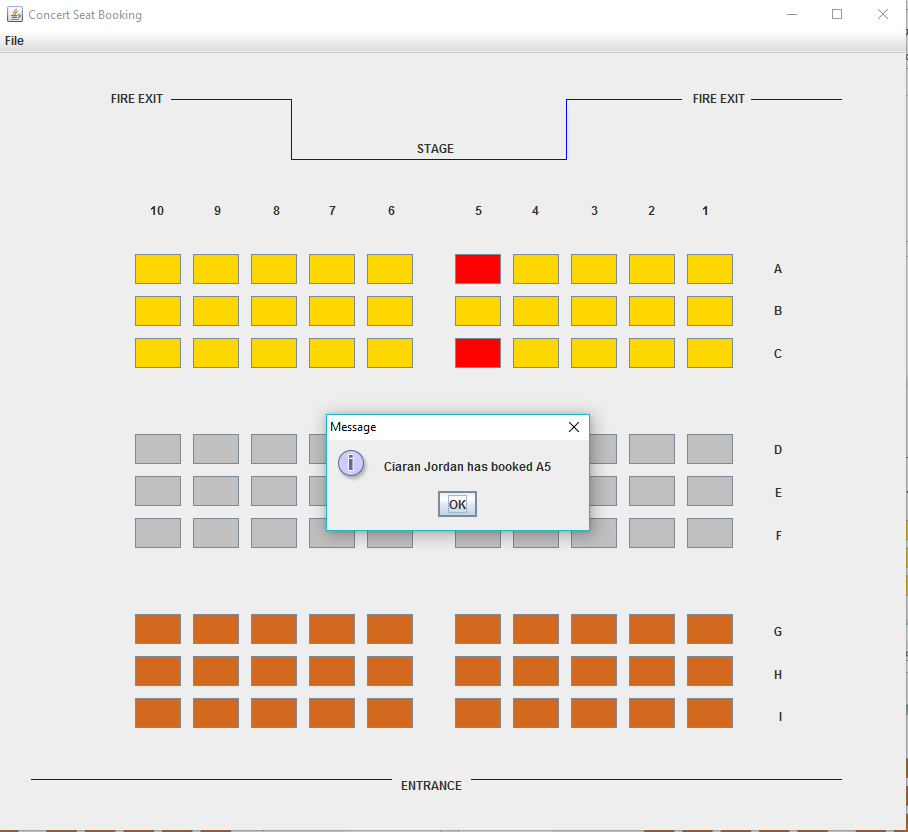 Concert Seat Booking
File
FIRE EXIT FIRE EXIT
STAGE
10 9 8 7 6 5 4 3 2 1
A
B
C
Message
D
Ciaran Jordan has booked A5
E
OK
F
G
H
I
ENTRANCE